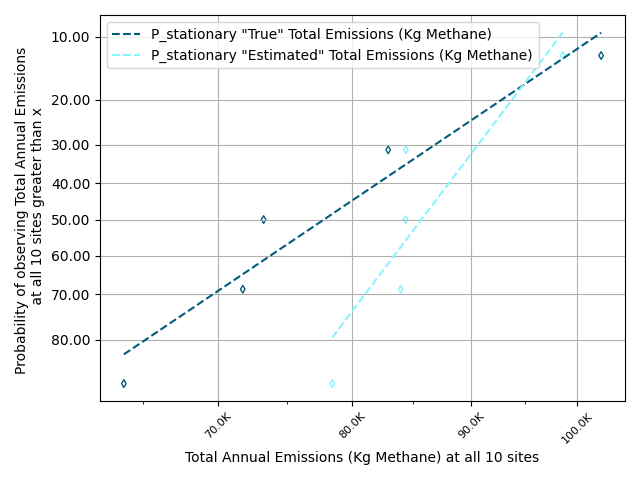 P_stationary "True" Total Emissions (Kg Methane)
P_stationary "Estimated" Total Emissions (Kg Methane)
Probability of observing Total Annual Emissions
at all 10 sites greater than x
10.00
20.00
30.00
40.00
50.00
60.00
70.00
80.00
70.0K
80.0K
90.0K
100.0K
Total Annual Emissions (Kg Methane) at all 10 sites